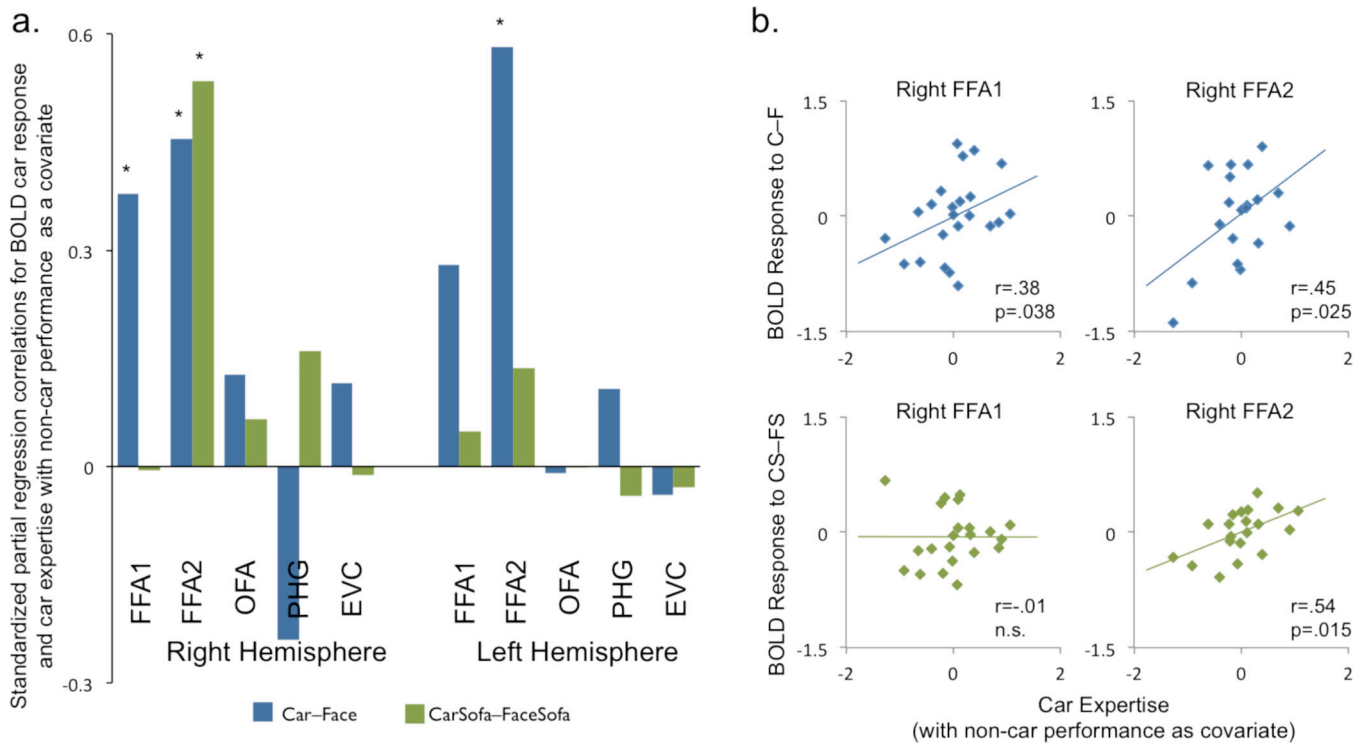 a.
Standardized partial regression correlations for BOLD car response
and car expertise with non-car performance as a covariate
0.6
0.3
0
-0.3
*
*
*
*
FFA1
FFA2
OFA
PHG
EVC
FFA1
FFA2
OFA
PHG
EVC
Right Hemisphere
Left Hemisphere
Car–Face
CarSofa–FaceSofa
b.
Right FFA1
BOLD Response to C–F
1.5
0
-1.5
-2
0
2
r=.38
p=.038
Right FFA2
1.5
0
-1.5
-2
0
2
r=.45
p=.025
Right FFA1
BOLD Response to CS–FS
1.5
0
-1.5
-2
0
2
r=-.01
n.s.
Right FFA2
1.5
0
-1.5
-2
0
2
r=.54
p=.015
Car Expertise
(with non-car performance as covariate)